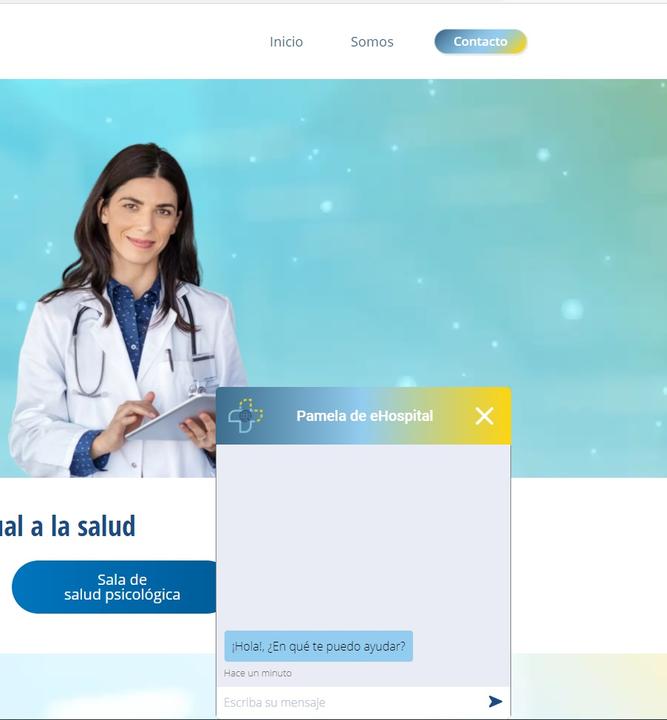 Inicio
Somos
Contacto
Pamela de eHospital
ual a la salud
Sala de
salud psicológica
¡Hola!, ¿En qué te puedo ayudar?
Hace un minuto
Escriba su mensaje